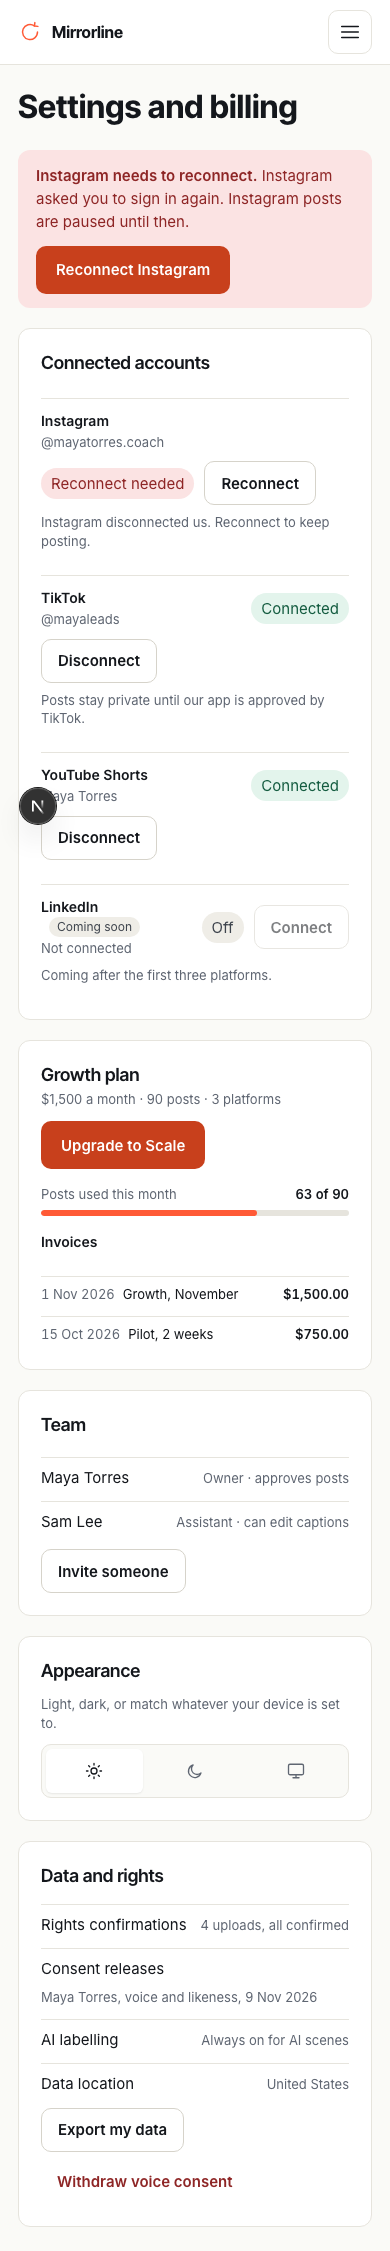 Mirrorline
Settings and billing
Instagram needs to reconnect. Instagram
asked you to sign in again. Instagram posts
are paused until then.
Reconnect Instagram
Connected accounts
Instagram
@mayatorres.coach
Reconnect needed
Reconnect
Instagram disconnected us. Reconnect to keep
posting.
TikTok
@mayaleads
Connected
Disconnect
Posts stay private until our app is approved by
TikTok.
YouTube Shorts
Torres
Connected
N
Disconnect
LinkedIn
Coming soon
Not connected
Off
Connect
Coming after the first three platforms.
Growth plan
$1,500 a month · 90 posts · 3 platforms
Upgrade to Scale
Posts used this month 63 of 90
Invoices
1 Nov 2026 Growth, November $1,500.00
15 Oct 2026 Pilot, 2 weeks $750.00
Team
Maya Torres Owner · approves posts
Sam Lee Assistant · can edit captions
Invite someone
Appearance
Light, dark, or match whatever your device is set
to.
Data and rights
Rights confirmations 4 uploads, all confirmed
Consent releases
Maya Torres, voice and likeness, 9 Nov 2026
AI labelling Always on for AI scenes
Data location United States
Export my data
Withdraw voice consent